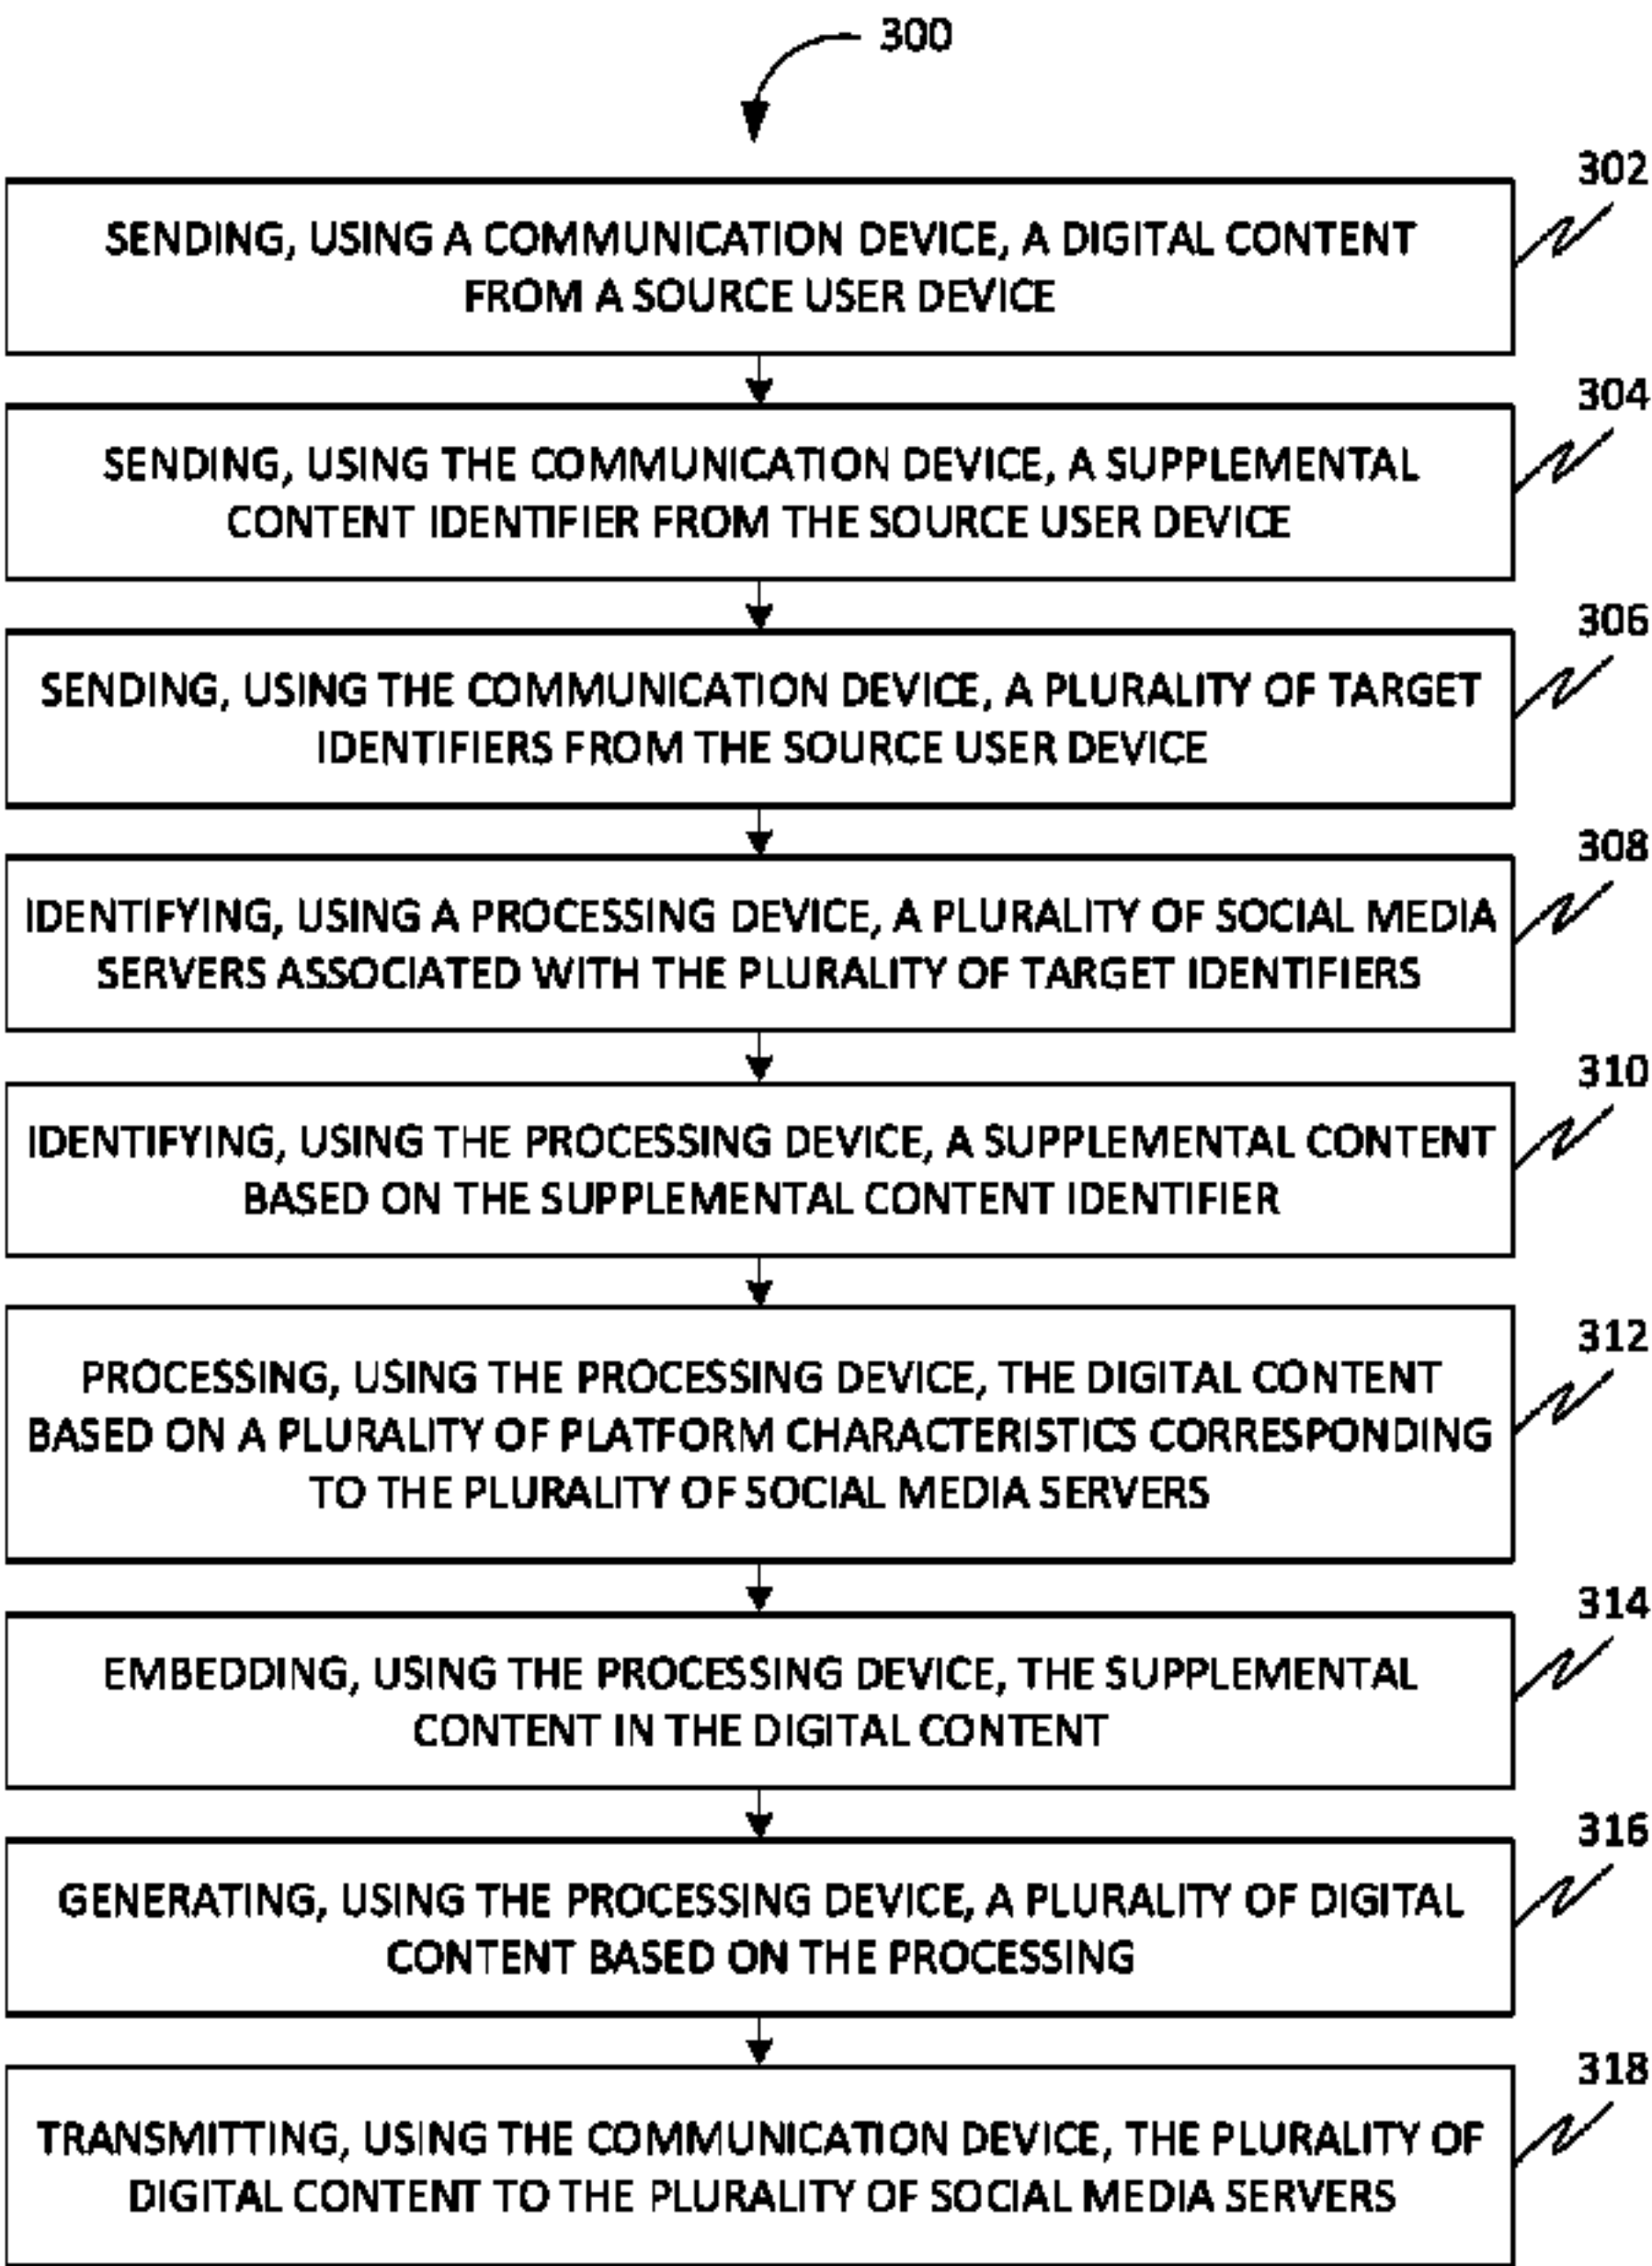 300
302
SENDING, USING A COMMUNICATION DEVICE, A DIGITAL CONTENT
FROM A SOURCE USER DEVICE
304
SENDING, USING THE COMMUNICATION DEVICE, A SUPPLEMENTAL
CONTENT IDENTIFIER FROM THE SOURCE USER DEVICE
306
SENDING, USING THE COMMUNICATION DEVICE, A PLURALITY OF TARGET
IDENTIFIERS FROM THE SOURCE USER DEVICE
308
IDENTIFYING, USING A PROCESSING DEVICE, A PLURALITY OF SOCIAL MEDIA
SERVERS ASSOCIATED WITH THE PLURALITY OF TARGET IDENTIFIERS
310
IDENTIFYING, USING THE PROCESSING DEVICE, A SUPPLEMENTAL CONTENT
BASED ON THE SUPPLEMENTAL CONTENT IDENTIFIER
312
PROCESSING, USING THE PROCESSING DEVICE, THE DIGITAL CONTENT
BASED ON A PLURALITY OF PLATFORM CHARACTERISTICS CORRESPONDING
TO THE PLURALITY OF SOCIAL MEDIA SERVERS
314
EMBEDDING, USING THE PROCESSING DEVICE, THE SUPPLEMENTAL
CONTENT IN THE DIGITAL CONTENT
316
GENERATING, USING THE PROCESSING DEVICE, A PLURALITY OF DIGITAL
CONTENT BASED ON THE PROCESSING
318
TRANSMITTING, USING THE COMMUNICATION DEVICE, THE PLURALITY OF
DIGITAL CONTENT TO THE PLURALITY OF SOCIAL MEDIA SERVERS